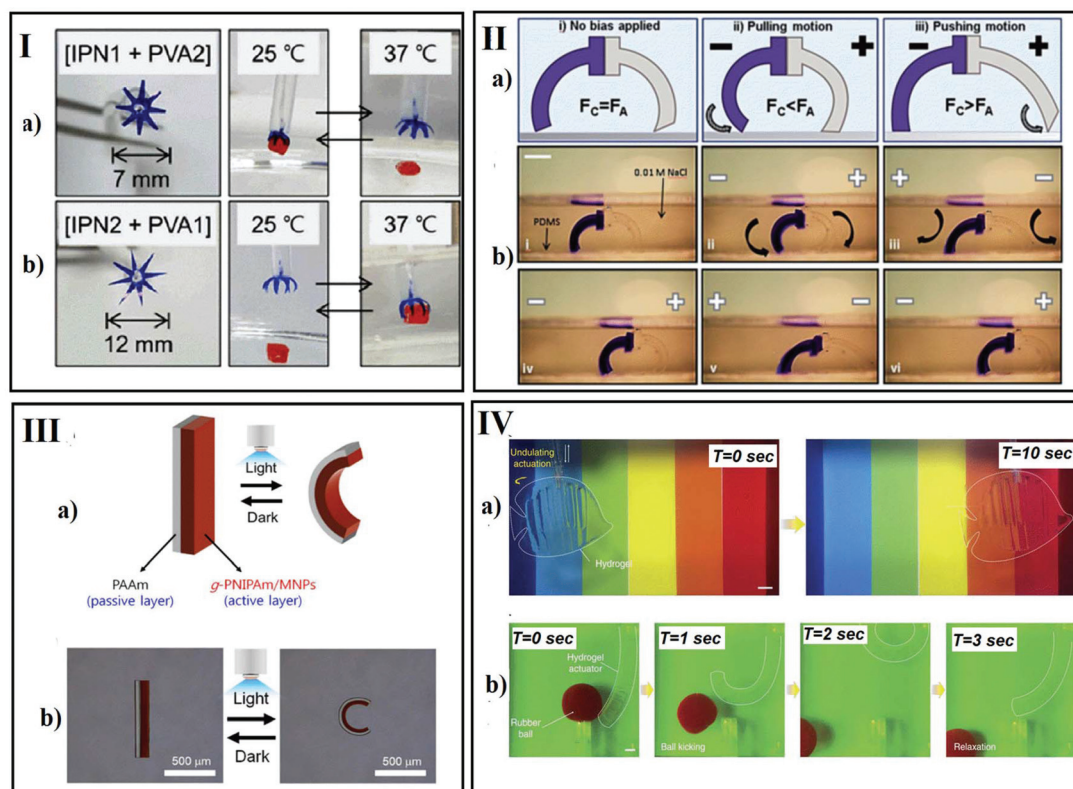 I
[IPN1 + PVA2]
25 ℃
37 ℃
a)
7 mm
[IPN2 + PVA1]
25 ℃
37 ℃
b)
12 mm
II
i) No bias applied
ii) Pulling motion
iii) Pushing motion
a)
− +
− +
F_C=F_A
F_C<F_A
F_C>F_A
b)
0.01 M NaCl
PDMS
− +
+ −
i
ii
iii
− +
+ −
− +
iv
v
vi
III
a)
Light
Dark
PAAm
(passive layer)
g-PNIPAm/MNPs
(active layer)
b)
Light
Dark
500 μm
500 μm
IV
a)
Undulating
actuation
T=0 sec
T=10 sec
Hydrogel
b)
T=0 sec
T=1 sec
T=2 sec
T=3 sec
Hydrogel
actuator
Rubber
ball
Ball kicking
Relaxation